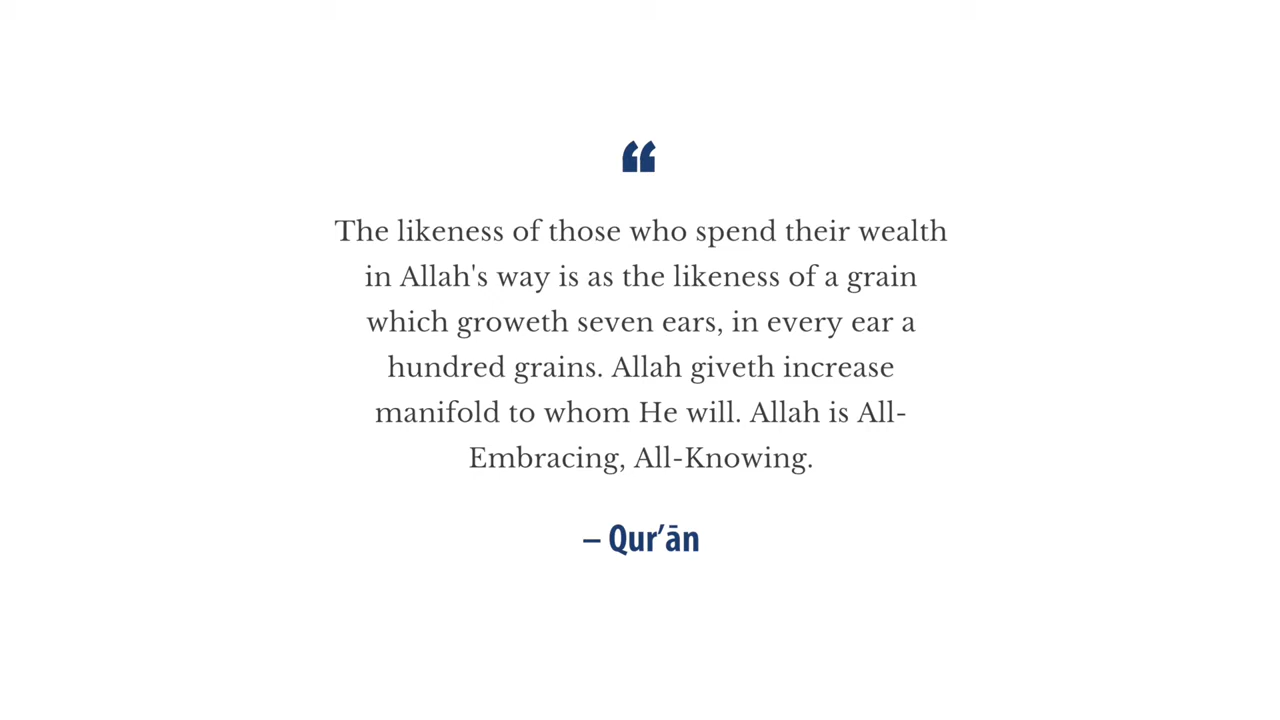 “
The likeness of those who spend their wealth
in Allah's way is as the likeness of a grain
which groweth seven ears, in every ear a
hundred grains. Allah giveth increase
manifold to whom He will. Allah is All-
Embracing, All-Knowing.
– Qur’ān